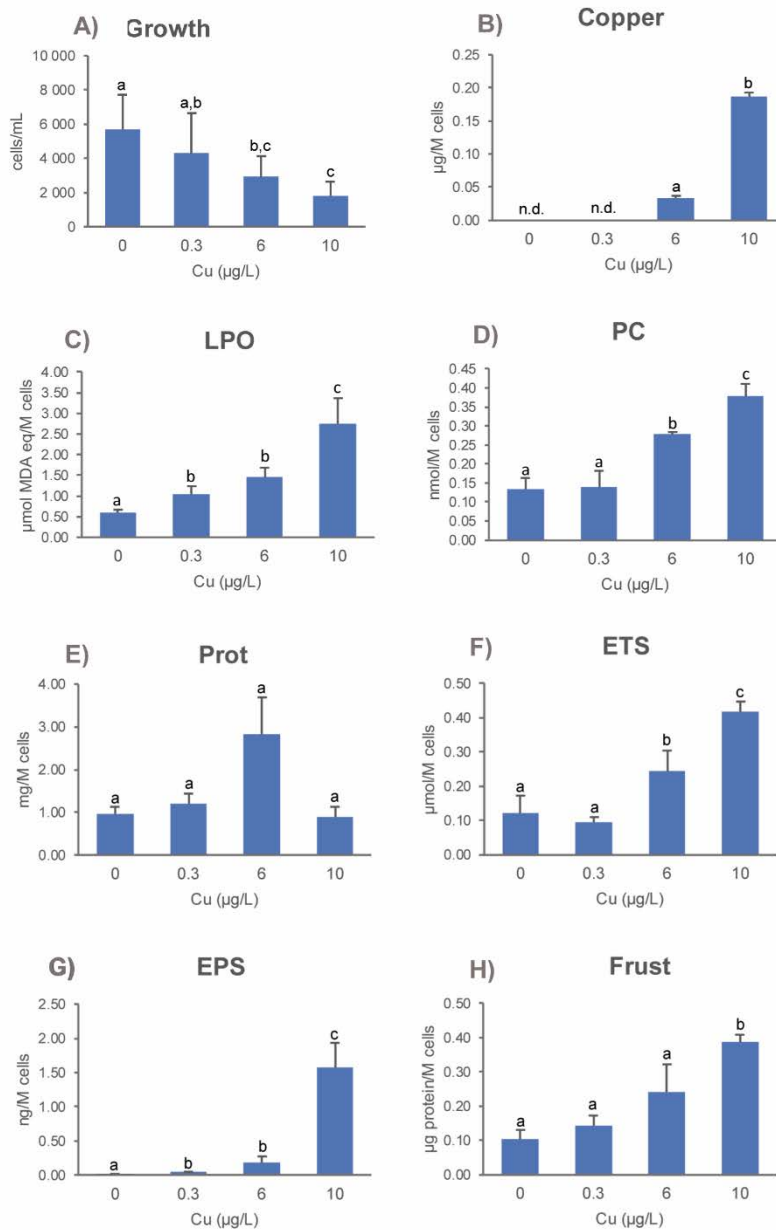 A) Growth
10 000
8 000
6 000
4 000
2 000
0
cells/mL
a
a,b
b,c
c
0 0.3 6 10
Cu (µg/L)
B) Copper
0.25
0.20
0.15
0.10
0.05
0.00
µg/M cells
n.d.
n.d.
a
b
0 0.3 6 10
Cu (µg/L)
C) LPO
4.00
3.50
3.00
2.50
2.00
1.50
1.00
0.50
0.00
µmol MDA eq/M cells
a
b
b
c
0 0.3 6 10
Cu (µg/L)
D) PC
0.45
0.40
0.35
0.30
0.25
0.20
0.15
0.10
0.05
0.00
nmol/M cells
a
a
b
c
0 0.3 6 10
Cu (µg/L)
E) Prot
4.00
3.00
2.00
1.00
0.00
mg/M cells
a
a
a
a
0 0.3 6 10
Cu (µg/L)
F) ETS
0.50
0.40
0.30
0.20
0.10
0.00
µmol/M cells
a
a
b
c
0 0.3 6 10
Cu (µg/L)
G) EPS
2.50
2.00
1.50
1.00
0.50
0.00
ng/M cells
a
b
b
c
0 0.3 6 10
Cu (µg/L)
H) Frust
0.50
0.40
0.30
0.20
0.10
0.00
µg protein/M cells
a
a
a
b
0 0.3 6 10
Cu (µg/L)